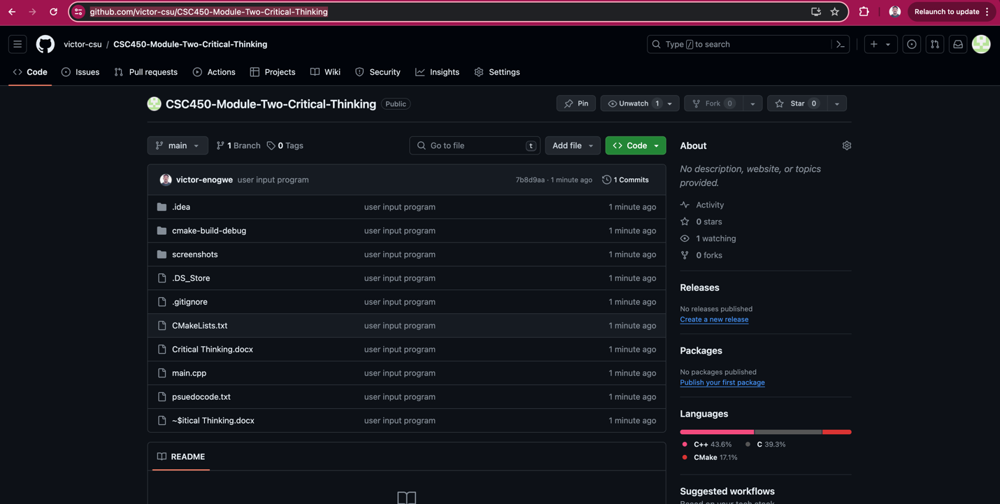 github.com/victor-csu/CSC450-Module-Two-Critical-Thinking
Relaunch to update
victor-csu / CSC450-Module-Two-Critical-Thinking
Type / to search
Code Issues Pull requests Actions Projects Wiki Security Insights Settings
CSC450-Module-Two-Critical-Thinking Public
Pin Unwatch 1 Fork 0 Star 0
main 1 Branch 0 Tags Go to file t Add file Code
victor-enogwe user input program 7b8d9aa · 1 minute ago 1 Commits
.idea user input program 1 minute ago
cmake-build-debug user input program 1 minute ago
screenshots user input program 1 minute ago
.DS_Store user input program 1 minute ago
.gitignore user input program 1 minute ago
CMakeLists.txt user input program 1 minute ago
Critical Thinking.docx user input program 1 minute ago
main.cpp user input program 1 minute ago
psuedocode.txt user input program 1 minute ago
~$itical Thinking.docx user input program 1 minute ago
README
About
No description, website, or topics
provided.
Activity
0 stars
1 watching
0 forks
Releases
No releases published
Create a new release
Packages
No packages published
Publish your first package
Languages
C++ 43.6% C 39.3%
CMake 17.1%
Suggested workflows
Based on your tech stack